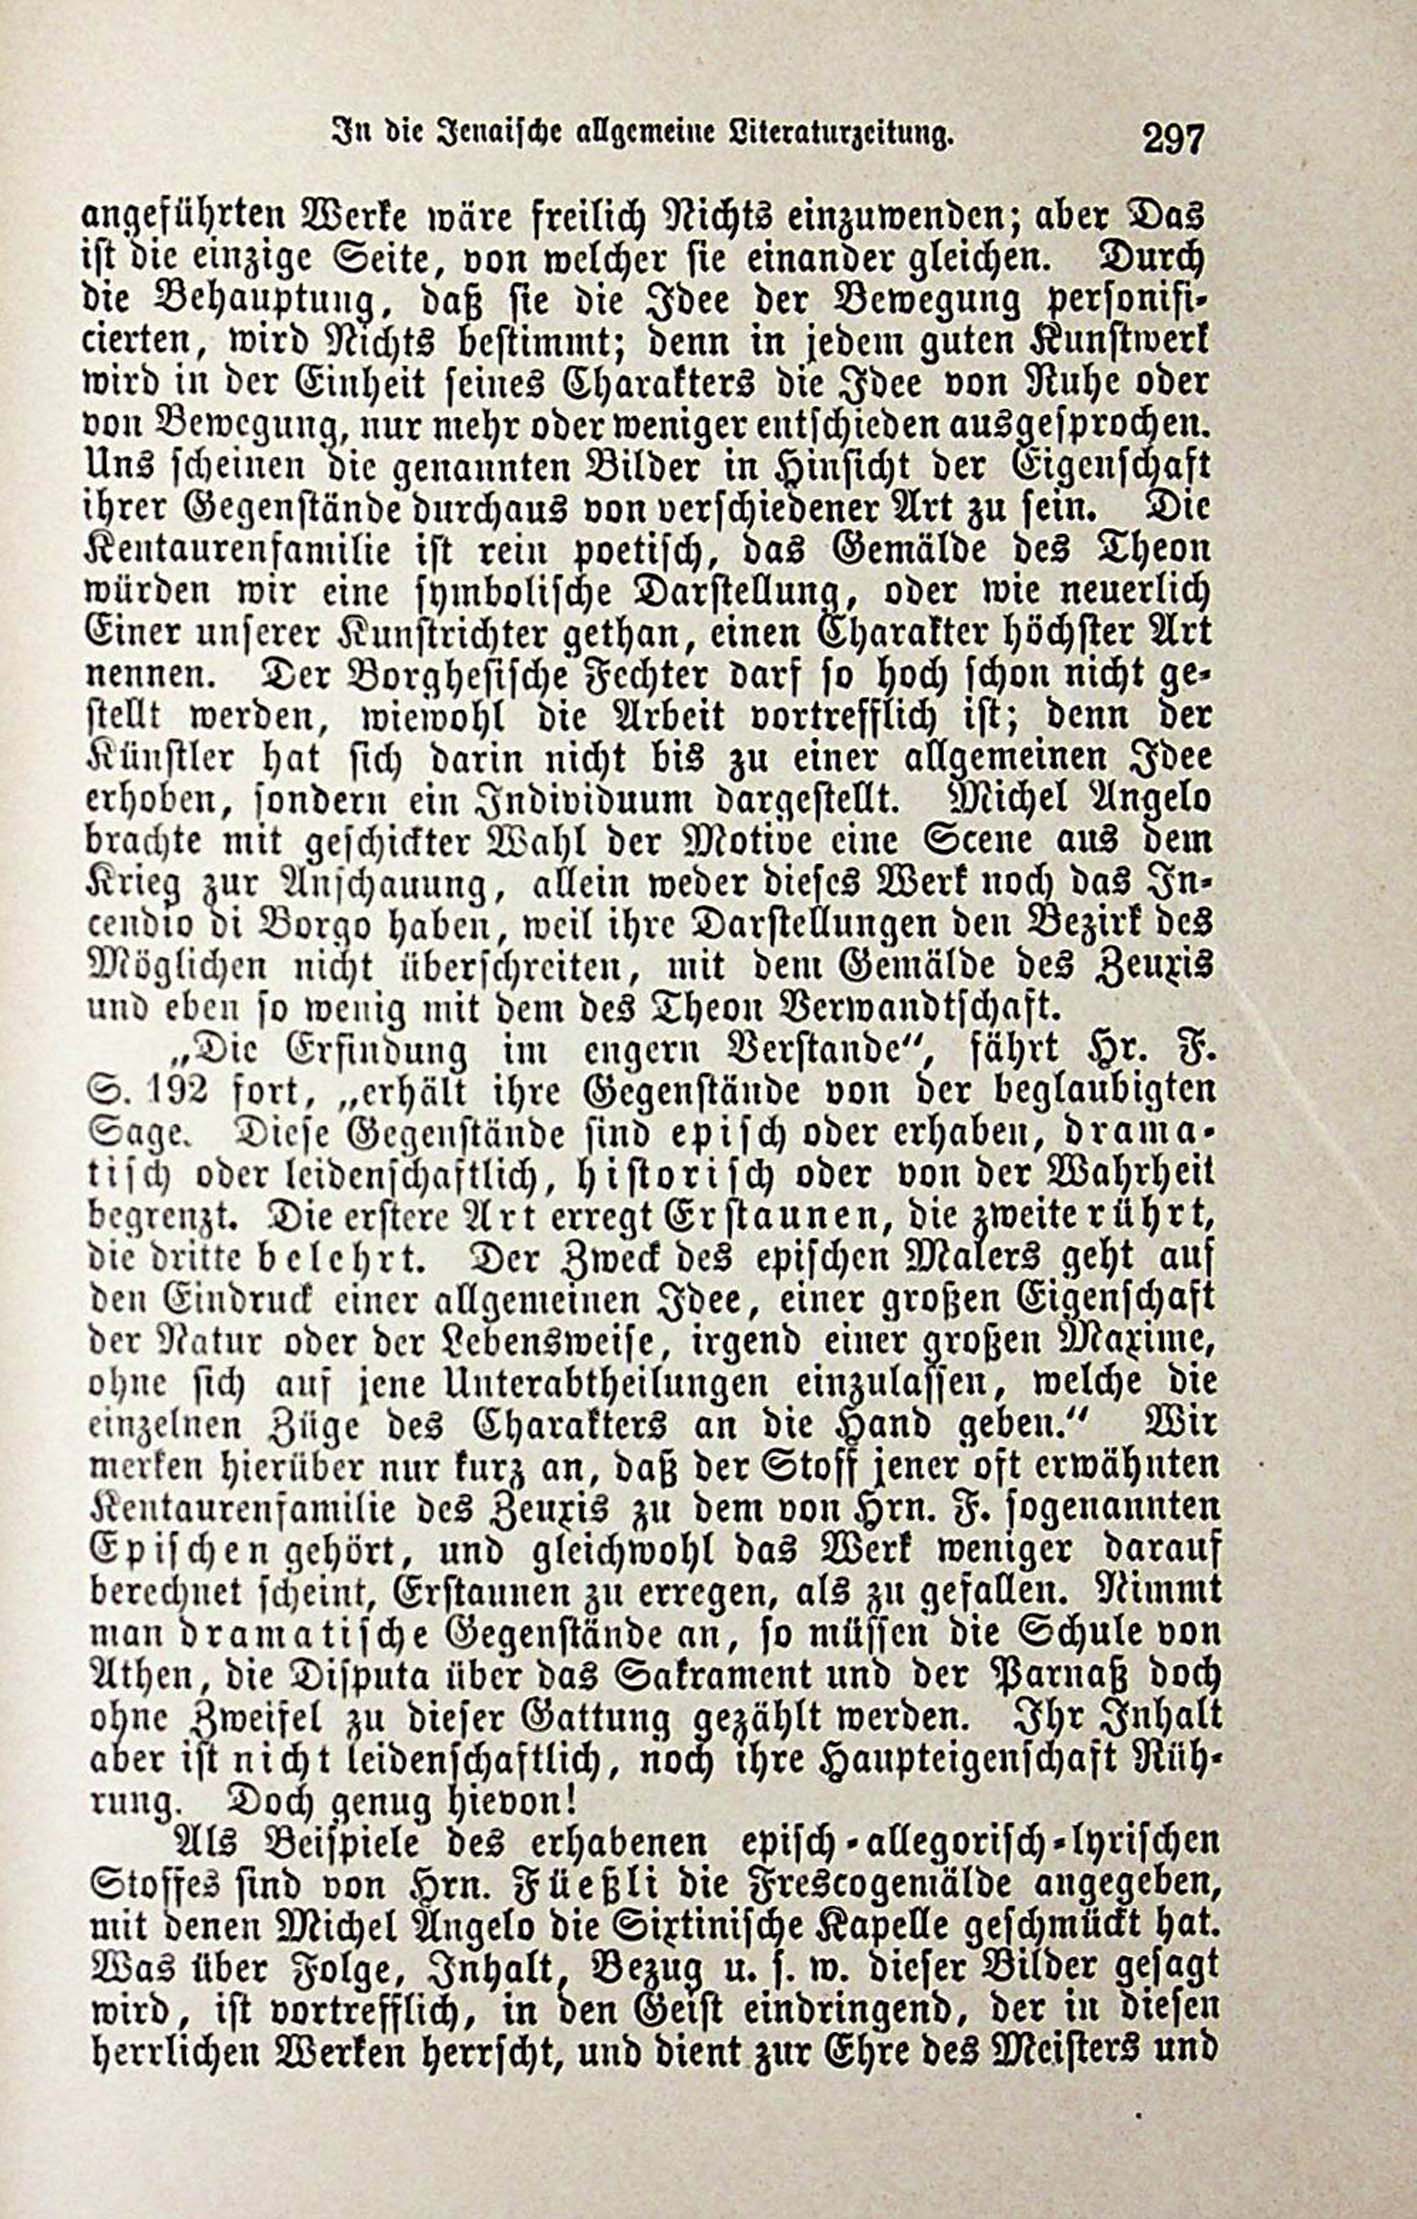 In die Jenaische allgemeine Literaturzeitung. 297
angeführten Werke wäre freilich Nichts einzuwenden; aber Das
ist die einzige Seite, von welcher sie einander gleichen. Durch
die Behauptung, daß sie die Idee der Bewegung personifi-
cierten, wird Nichts bestimmt; denn in jedem guten Kunstwerk
wird in der Einheit seines Charakters die Idee von Ruhe oder
von Bewegung, nur mehr oder weniger entschieden ausgesprochen.
Uns scheinen die genannten Bilder in Hinsicht der Eigenschaft
ihrer Gegenstände durchaus von verschiedener Art zu sein. Die
Kentaurenfamilie ist rein poetisch, das Gemälde des Theon
würden wir eine symbolische Darstellung, oder wie neuerlich
Einer unserer Kunstrichter gethan, einen Charakter höchster Art
nennen. Der Borghesische Fechter darf so hoch schon nicht ge-
stellt werden, wiewohl die Arbeit vortrefflich ist; denn der
Künstler hat sich darin nicht bis zu einer allgemeinen Idee
erhoben, sondern ein Individuum dargestellt. Michel Angelo
brachte mit geschickter Wahl der Motive eine Scene aus dem
Krieg zur Anschauung, allein weder dieses Werk noch das In-
cendio di Borgo haben, weil ihre Darstellungen den Bezirk des
Möglichen nicht überschreiten, mit dem Gemälde des Zeuxis
und eben so wenig mit dem des Theon Verwandtschaft.
„Die Erfindung im engern Verstande“, fährt Hr. F.
S. 192 fort, „erhält ihre Gegenstände von der beglaubigten
Sage. Diese Gegenstände sind episch oder erhaben, drama-
tisch oder leidenschaftlich, historisch oder von der Wahrheit
begrenzt. Die erstere Art erregt Erstaunen, die zweite rührt,
die dritte belehrt. Der Zweck des epischen Malers geht auf
den Eindruck einer allgemeinen Idee, einer großen Eigenschaft
der Natur oder der Lebensweise, irgend einer großen Maxime,
ohne sich auf jene Unterabtheilungen einzulassen, welche die
einzelnen Züge des Charakters an die Hand geben.“ Wir
merken hierüber nur kurz an, daß der Stoff jener oft erwähnten
Kentaurenfamilie des Zeuxis zu dem von Hrn. F. sogenannten
Epischen gehört, und gleichwohl das Werk weniger darauf
berechnet scheint, Erstaunen zu erregen, als zu gefallen. Nimmt
man dramatische Gegenstände an, so müssen die Schule von
Athen, die Disputa über das Sakrament und der Parnaß doch
ohne Zweifel zu dieser Gattung gezählt werden. Ihr Inhalt
aber ist nicht leidenschaftlich, noch ihre Haupteigenschaft Rüh-
rung. Doch genug hievon!
Als Beispiele des erhabenen episch-allegorisch-lyrischen
Stoffes sind von Hrn. Füeßli die Frescogemälde angegeben,
mit denen Michel Angelo die Sixtinische Kapelle geschmückt hat.
Was über Folge, Inhalt, Bezug u. s. w. dieser Bilder gesagt
wird, ist vortrefflich, in den Geist eindringend, der in diesen
herrlichen Werken herrscht, und dient zur Ehre des Meisters und